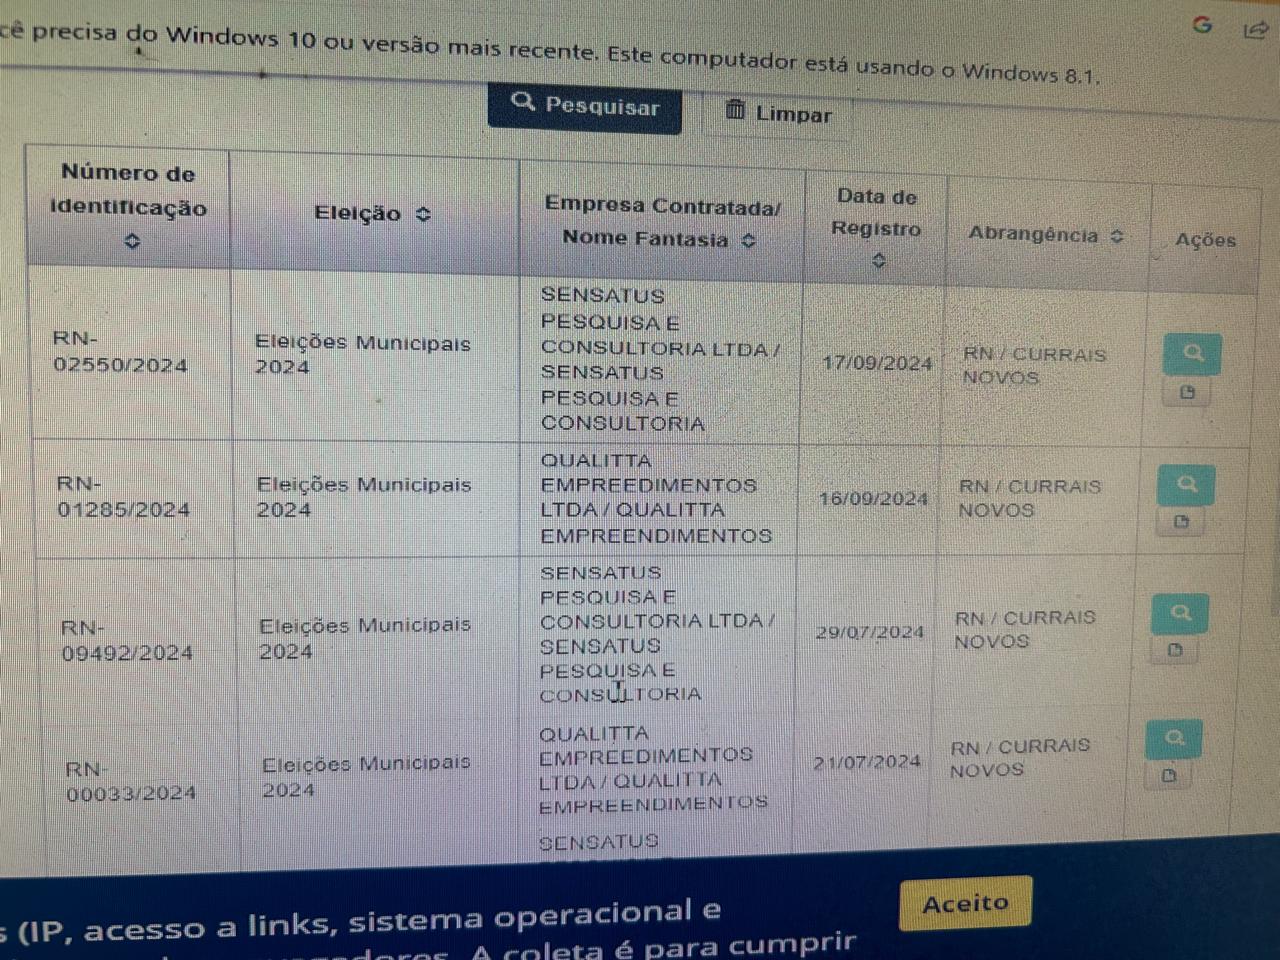 cê precisa do Windows 10 ou versão mais recente. Este computador está usando o Windows 8.1.
G
Pesquisar
Limpar
Número de
identificação
Eleição
Empresa Contratada/
Nome Fantasia
Data de
Registro
Abrangência
Ações
RN-
02550/2024
Eleições Municipais
2024
SENSATUS
PESQUISA E
CONSULTORIA LTDA /
SENSATUS
PESQUISA E
CONSULTORIA
17/09/2024
RN / CURRAIS
NOVOS
RN-
01285/2024
Eleições Municipais
2024
QUALITTA
EMPREEDIMENTOS
LTDA / QUALITTA
EMPREENDIMENTOS
16/09/2024
RN / CURRAIS
NOVOS
RN-
09492/2024
Eleições Municipais
2024
SENSATUS
PESQUISA E
CONSULTORIA LTDA /
SENSATUS
PESQUISA E
CONSULTORIA
29/07/2024
RN / CURRAIS
NOVOS
RN-
00033/2024
Eleições Municipais
2024
QUALITTA
EMPREEDIMENTOS
LTDA / QUALITTA
EMPREENDIMENTOS
21/07/2024
RN / CURRAIS
NOVOS
SENSATUS
s (IP, acesso a links, sistema operacional e
Aceito
A coleta é para cumprir